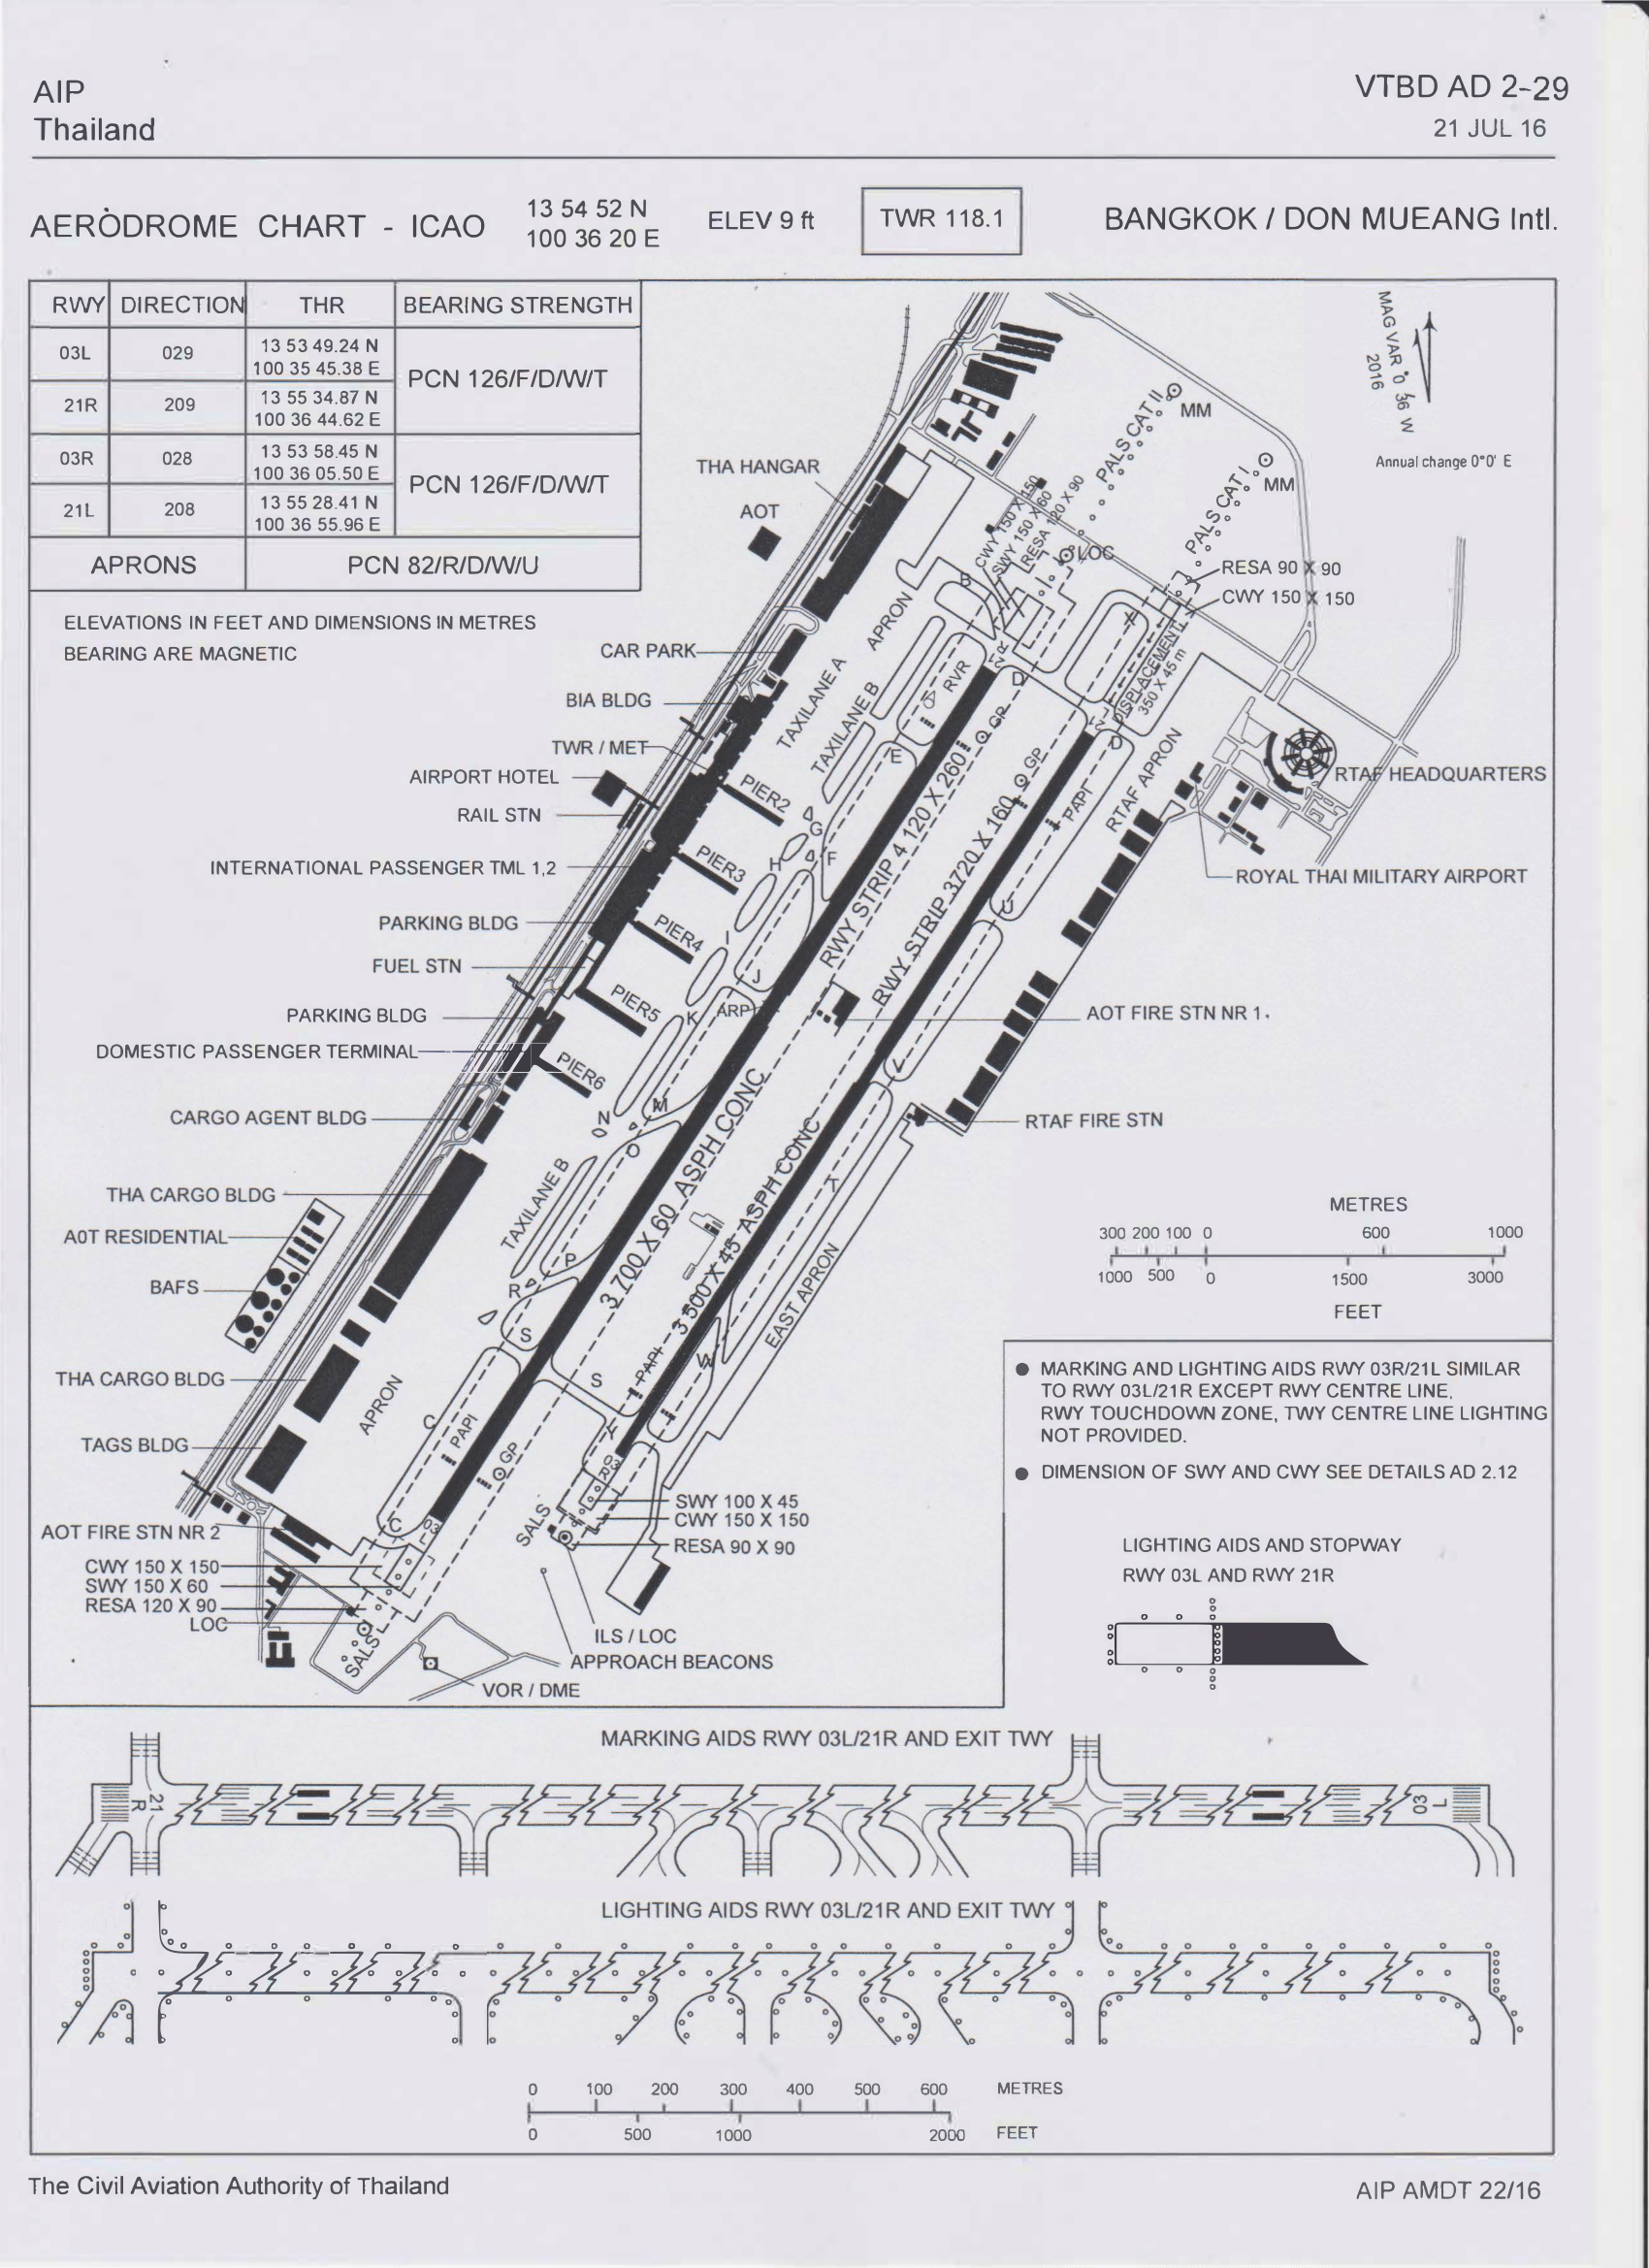 AIP
Thailand
VTBD AD 2-29
21 JUL 16
AERÒDROME CHART - ICAO
13 54 52 N
100 36 20 E
ELEV 9 ft
TWR 118.1
BANGKOK / DON MUEANG Intl.
RWY DIRECTION THR BEARING STRENGTH
03L 029 13 53 49.24 N
100 35 45.38 E
PCN 126/F/D/W/T
21R 209 13 55 34.87 N
100 36 44.62 E
03R 028 13 53 58.45 N
100 36 05.50 E
PCN 126/F/D/W/T
21L 208 13 55 28.41 N
100 36 55.96 E
APRONS PCN 82/R/D/W/U
ELEVATIONS IN FEET AND DIMENSIONS IN METRES
BEARING ARE MAGNETIC
MAG VAR 0° 36 W
2016
Annual change 0°0' E
PALS CAT II
MM
PALS CAT I
MM
THA HANGAR
AOT
CWY 150 X 150
SWY 150 X 60
RESA 120 X 90
LOC
RESA 90 X 90
CWY 150 X 150
DISPLACEMENT
350 X 45 m
CAR PARK
BIA BLDG
TWR / MET
AIRPORT HOTEL
RAIL STN
INTERNATIONAL PASSENGER TML 1,2
PARKING BLDG
FUEL STN
PARKING BLDG
DOMESTIC PASSENGER TERMINAL
CARGO AGENT BLDG
THA CARGO BLDG
A0T RESIDENTIAL
BAFS
THA CARGO BLDG
TAGS BLDG
AOT FIRE STN NR 2
CWY 150 X 150
SWY 150 X 60
RESA 120 X 90
LOC
SALS
APRON
TAXILANE A
TAXILANE B
B
RVR
21R
D
GP
E
PIER2
G
F
H
PIER3
PIER4
I
J
PIER5
K
ARP
PIER6
M
N
O
TAXILANE B
P
R
S
S
APRON
C
PAPI
GP
C
03
RWY STRIP 4 120 X 260
RWY STRIP 3720 X 160
GP
PAPI
D
X
21
RTAF APRON
RTAF HEADQUARTERS
ROYAL THAI MILITARY AIRPORT
U
AOT FIRE STN NR 1.
RTAF FIRE STN
3 700 X 60 ASPH CONC
3 500 X 45 ASPH CONC
EAST APRON
PAPI
W
03R
SALS
SWY 100 X 45
CWY 150 X 150
RESA 90 X 90
ILS / LOC
APPROACH BEACONS
VOR / DME
METRES
300 200 100 0 600 1000
1000 500 0 1500 3000
FEET
● MARKING AND LIGHTING AIDS RWY 03R/21L SIMILAR
TO RWY 03L/21R EXCEPT RWY CENTRE LINE,
RWY TOUCHDOWN ZONE, TWY CENTRE LINE LIGHTING
NOT PROVIDED.
● DIMENSION OF SWY AND CWY SEE DETAILS AD 2.12
LIGHTING AIDS AND STOPWAY
RWY 03L AND RWY 21R
MARKING AIDS RWY 03L/21R AND EXIT TWY
21
R
03
L
LIGHTING AIDS RWY 03L/21R AND EXIT TWY
0 100 200 300 400 500 600 METRES
0 500 1000 2000 FEET
The Civil Aviation Authority of Thailand
AIP AMDT 22/16